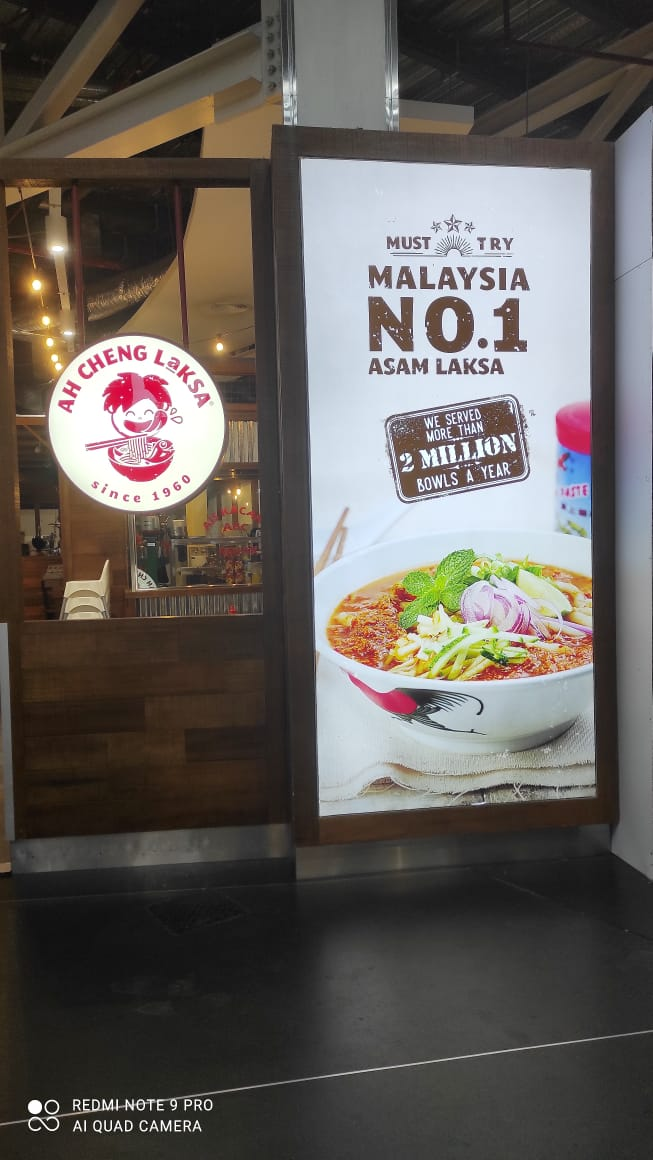 AH CHENG LaKSA
since 1960
MUST TRY
MALAYSIA
NO.1
ASAM LAKSA
WE SERVED
MORE THAN
2 MILLION
BOWLS A YEAR
REDMI NOTE 9 PRO
AI QUAD CAMERA